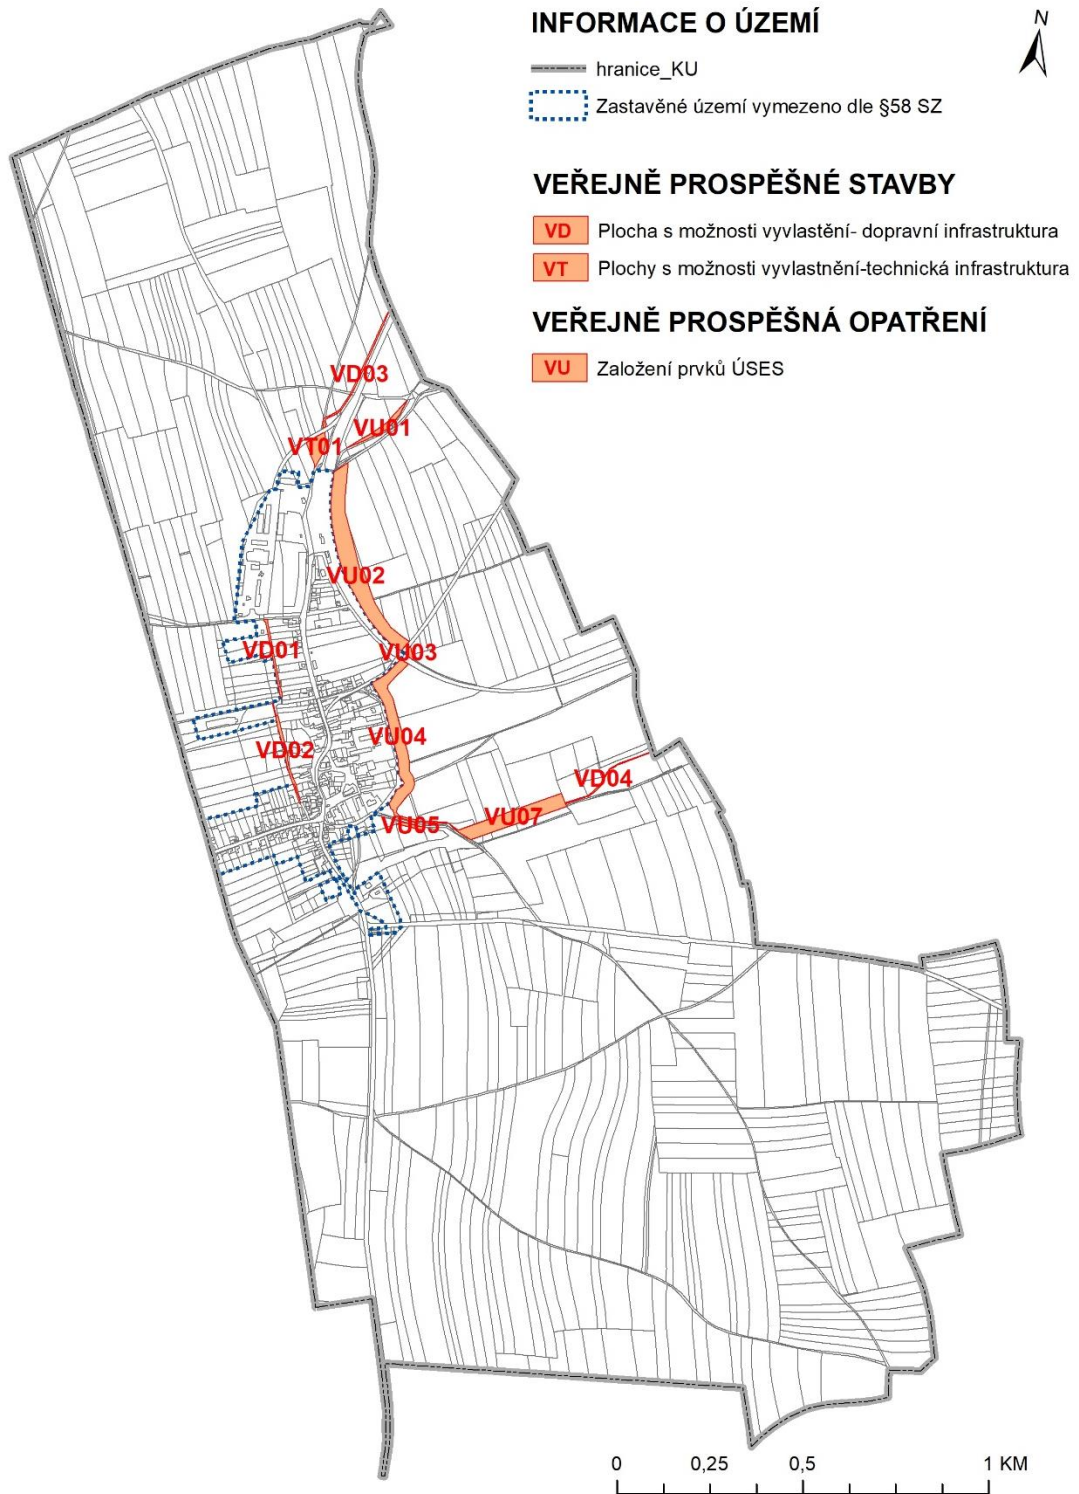 INFORMACE O ÚZEMÍ
N
hranice_KU
Zastavěné území vymezeno dle §58 SZ
VEŘEJNĚ PROSPĚŠNÉ STAVBY
VD Plocha s možnosti vyvlastění- dopravní infrastruktura
VT Plochy s možnosti vyvlastnění-technická infrastruktura
VEŘEJNĚ PROSPĚŠNÁ OPATŘENÍ
VU Založení prvků ÚSES
VD03
VU01
VT01
VU02
VD01
VU03
VU04
VD02
VD04
VU07
VU05
0 0,25 0,5 1 KM